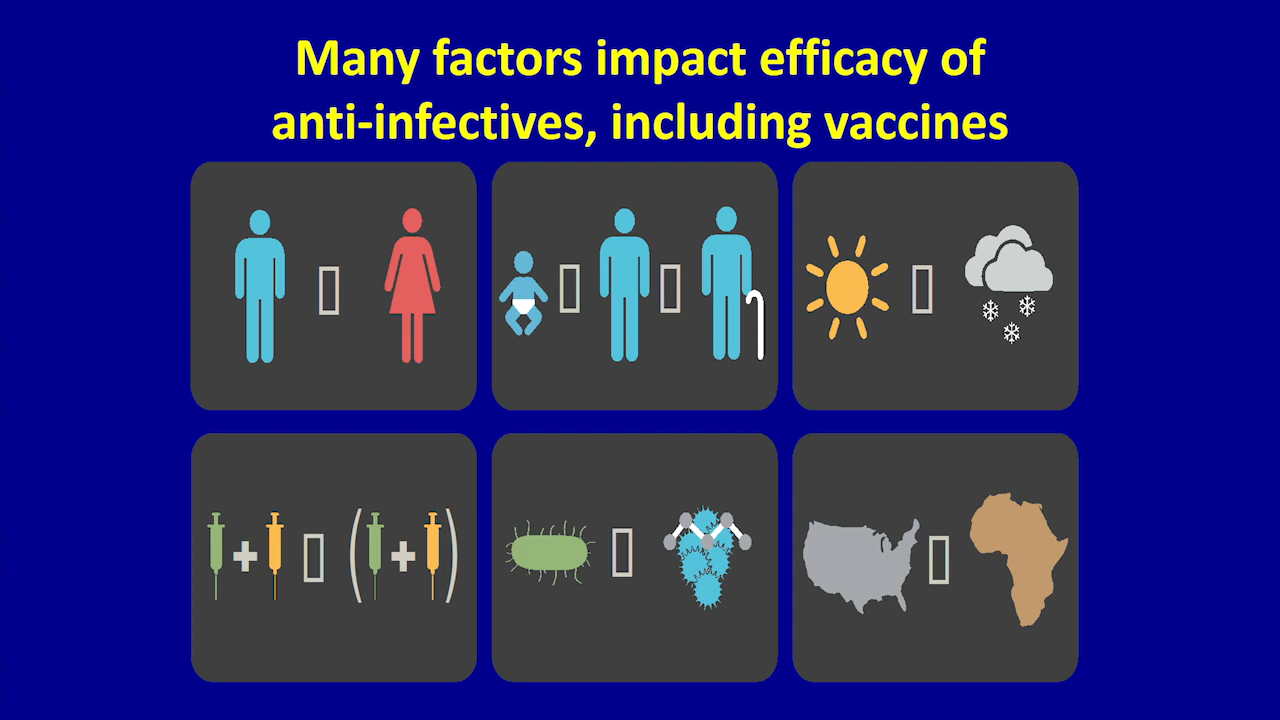 Many factors impact efficacy of
anti-infectives, including vaccines
+ ( + )